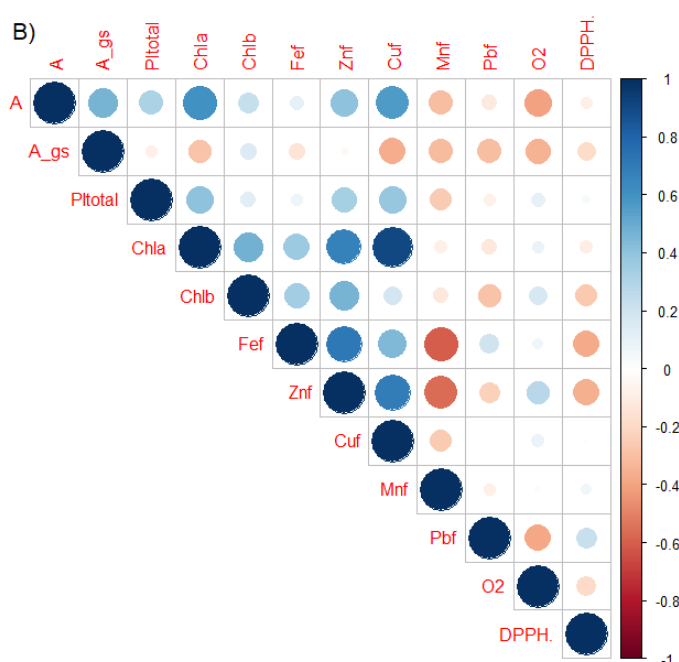 B)
A
A_gs
Pltotal
Chla
Chlb
Fef
Znf
Cuf
Mnf
Pbf
O2
DPPH.
A
A_gs
Pltotal
Chla
Chlb
Fef
Znf
Cuf
Mnf
Pbf
O2
DPPH.
1
0.8
0.6
0.4
0.2
0
-0.2
-0.4
-0.6
-0.8
-1